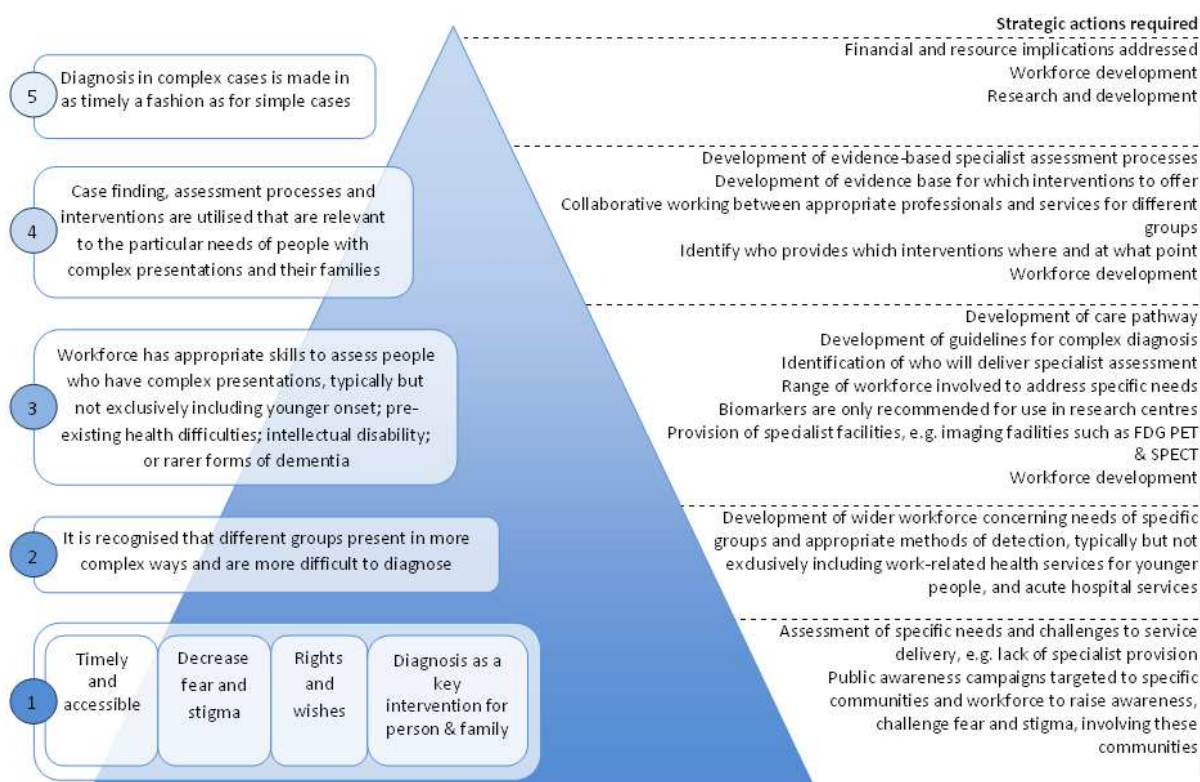 Strategic actions required
5
Diagnosis in complex cases is made in
as timely a fashion as for simple cases
Financial and resource implications addressed
Workforce development
Research and development
4
Case finding, assessment processes and
interventions are utilised that are relevant
to the particular needs of people with
complex presentations and their families
Development of evidence-based specialist assessment processes
Development of evidence base for which interventions to offer
Collaborative working between appropriate professionals and services for different
groups
Identify who provides which interventions where and at what point
Workforce development
3
Workforce has appropriate skills to assess people
who have complex presentations, typically but
not exclusively including younger onset; pre-
existing health difficulties; intellectual disability;
or rarer forms of dementia
Development of care pathway
Development of guidelines for complex diagnosis
Identification of who will deliver specialist assessment
Range of workforce involved to address specific needs
Biomarkers are only recommended for use in research centres
Provision of specialist facilities, e.g. imaging facilities such as FDG PET
& SPECT
Workforce development
2
It is recognised that different groups present in more
complex ways and are more difficult to diagnose
Development of wider workforce concerning needs of specific
groups and appropriate methods of detection, typically but not
exclusively including work-related health services for younger
people, and acute hospital services
1
Timely
and
accessible
Decrease
fear and
stigma
Rights
and
wishes
Diagnosis as a
key
intervention for
person & family
Assessment of specific needs and challenges to service
delivery, e.g. lack of specialist provision
Public awareness campaigns targeted to specific
communities and workforce to raise awareness,
challenge fear and stigma, involving these
communities